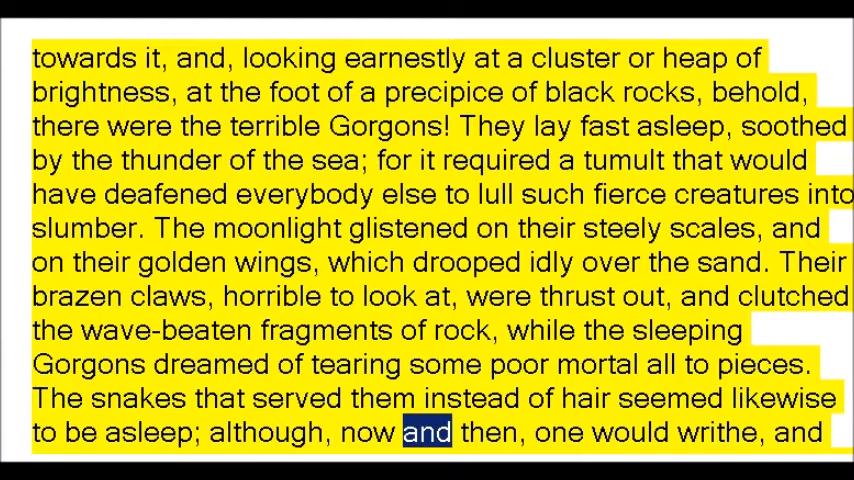 towards it, and, looking earnestly at a cluster or heap of
brightness, at the foot of a precipice of black rocks, behold,
there were the terrible Gorgons! They lay fast asleep, soothed
by the thunder of the sea; for it required a tumult that would
have deafened everybody else to lull such fierce creatures into
slumber. The moonlight glistened on their steely scales, and
on their golden wings, which drooped idly over the sand. Their
brazen claws, horrible to look at, were thrust out, and clutched
the wave-beaten fragments of rock, while the sleeping
Gorgons dreamed of tearing some poor mortal all to pieces.
The snakes that served them instead of hair seemed likewise
to be asleep; although, now and then, one would writhe, and